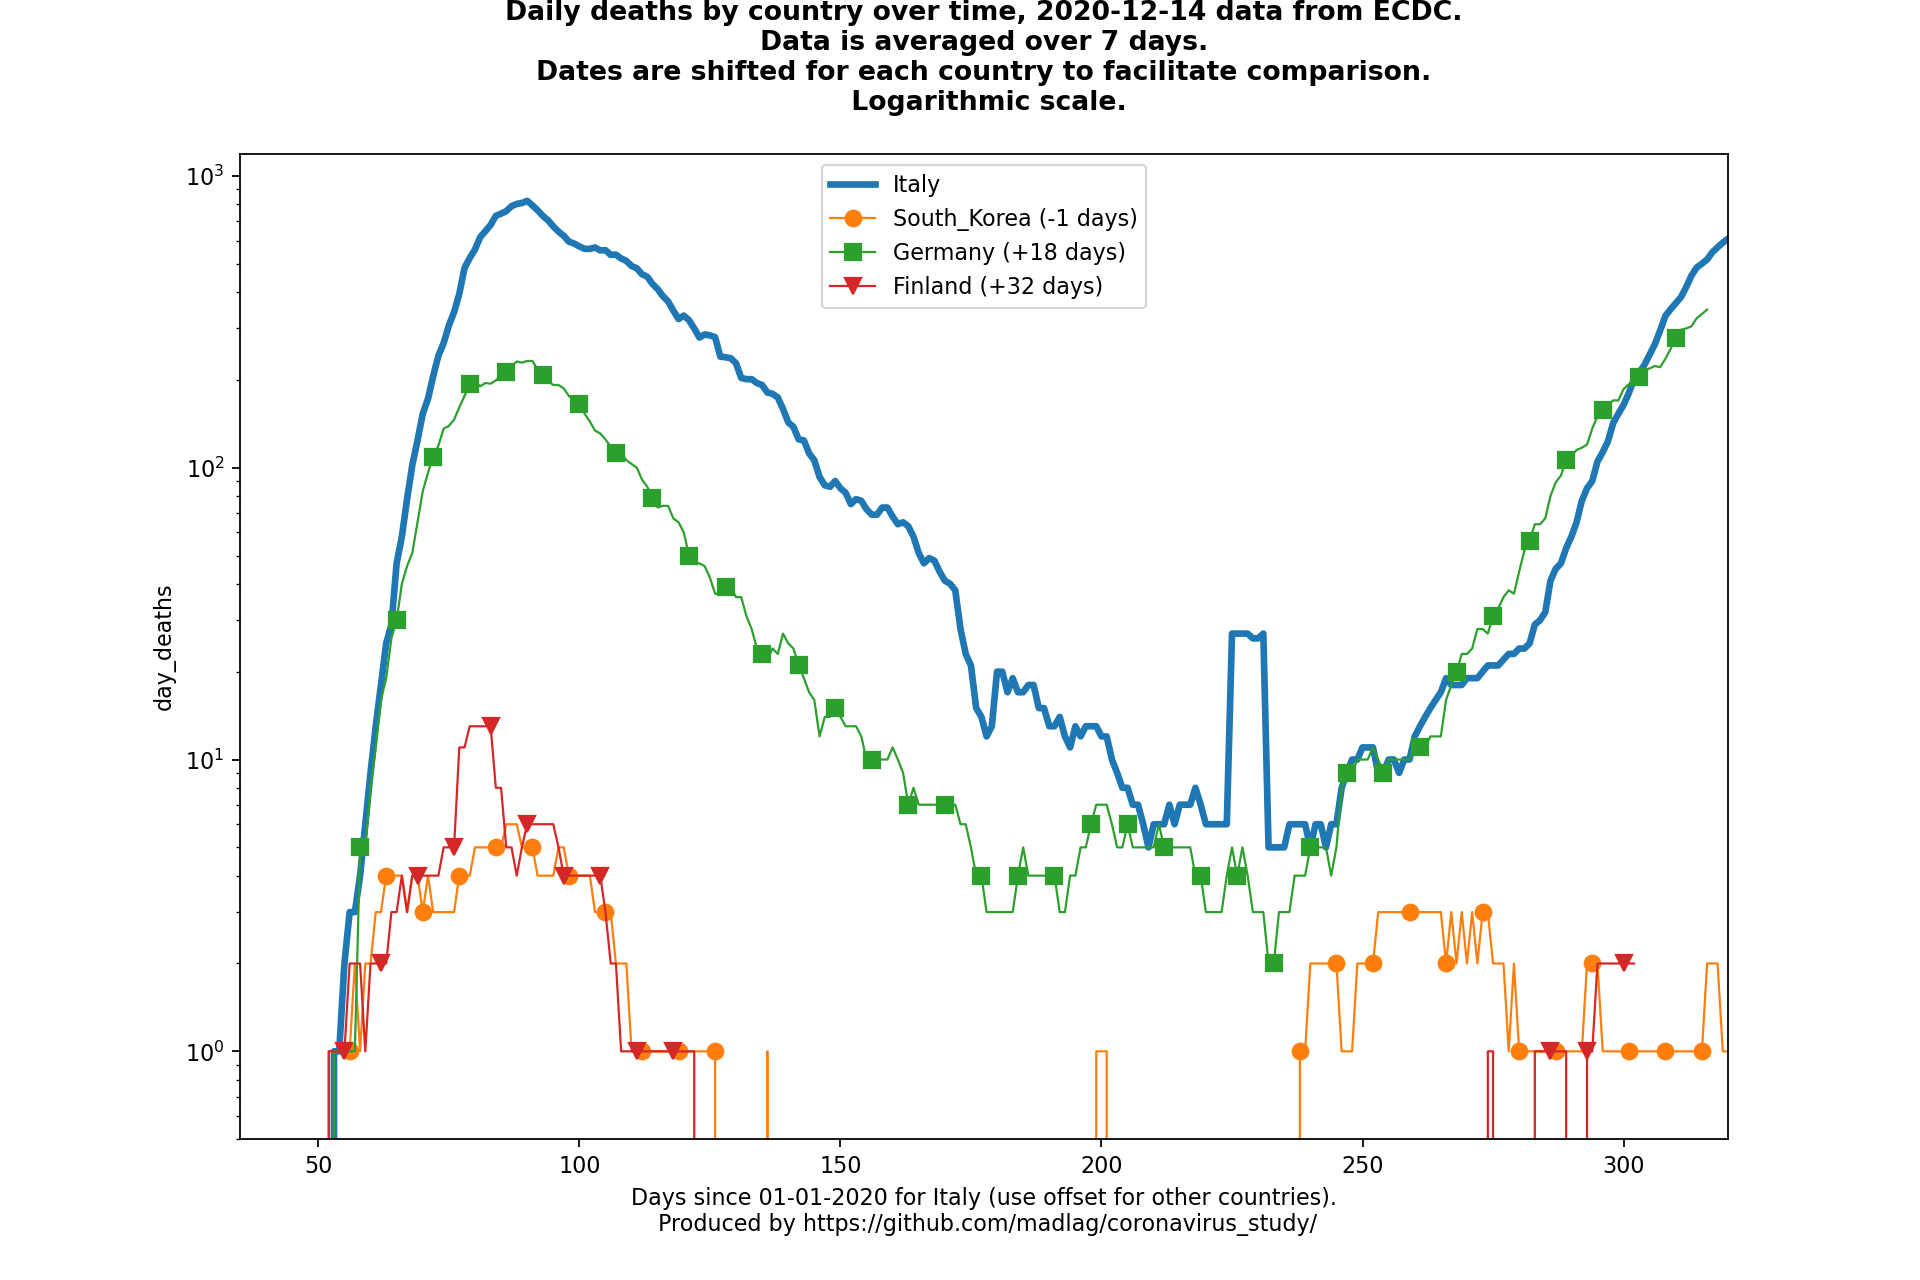 Daily deaths by country over time, 2020-12-14 data from ECDC.
Data is averaged over 7 days.
Dates are shifted for each country to facilitate comparison.
Logarithmic scale.
10³
Italy
South_Korea (-1 days)
Germany (+18 days)
Finland (+32 days)
10²
day_deaths
10¹
10⁰
50 100 150 200 250 300
Days since 01-01-2020 for Italy (use offset for other countries).
Produced by https://github.com/madlag/coronavirus_study/